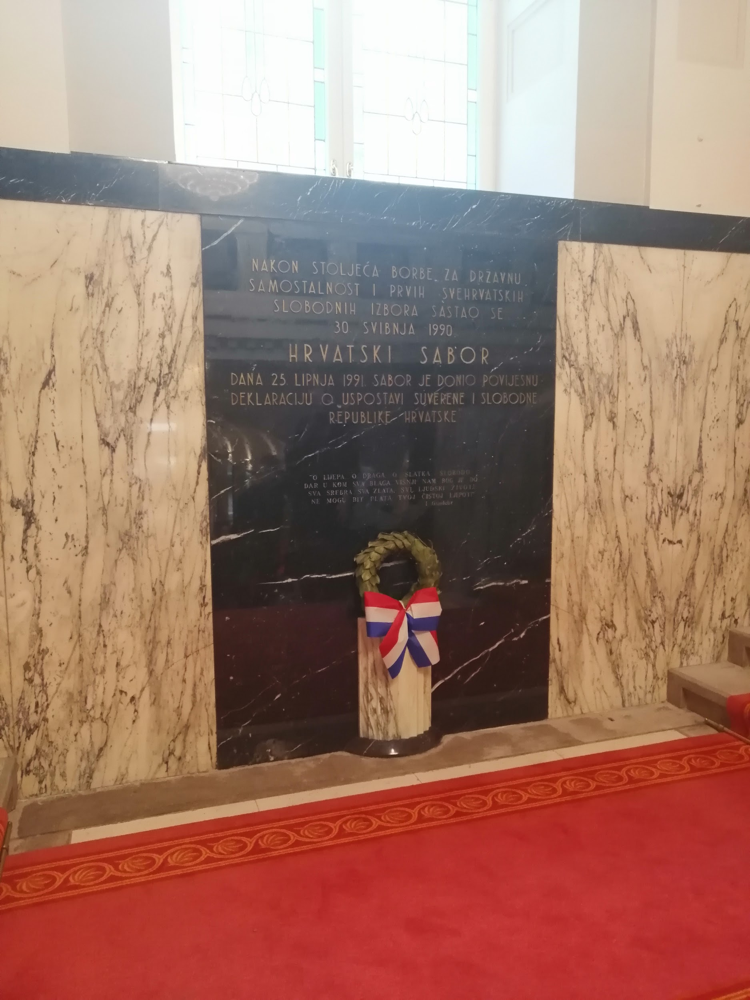 NAKON STOLJEĆA BORBE ZA DRŽAVNU
SAMOSTALNOST I PRVIH SVEHRVATSKIH
SLOBODNIH IZBORA SASTAO SE
30. SVIBNJA 1990.
HRVATSKI SABOR
DANA 25. LIPNJA 1991. SABOR JE DONIO POVIJESNU
DEKLARACIJU O USPOSTAVI SUVERENE I SLOBODNE
REPUBLIKE HRVATSKE
"O LIJEPA O DRAGA O SLATKA SLOBODO
DAR U KOM SVA BLAGA VIŠNJI NAM BOG JE DO
SVA SREBRA SVA ZLATA, SVI LJUDSKI ŽIVOTI
NE MOGU BIT PLATA TVOJ ČISTOJ LJEPOTI"
I. Gundulić